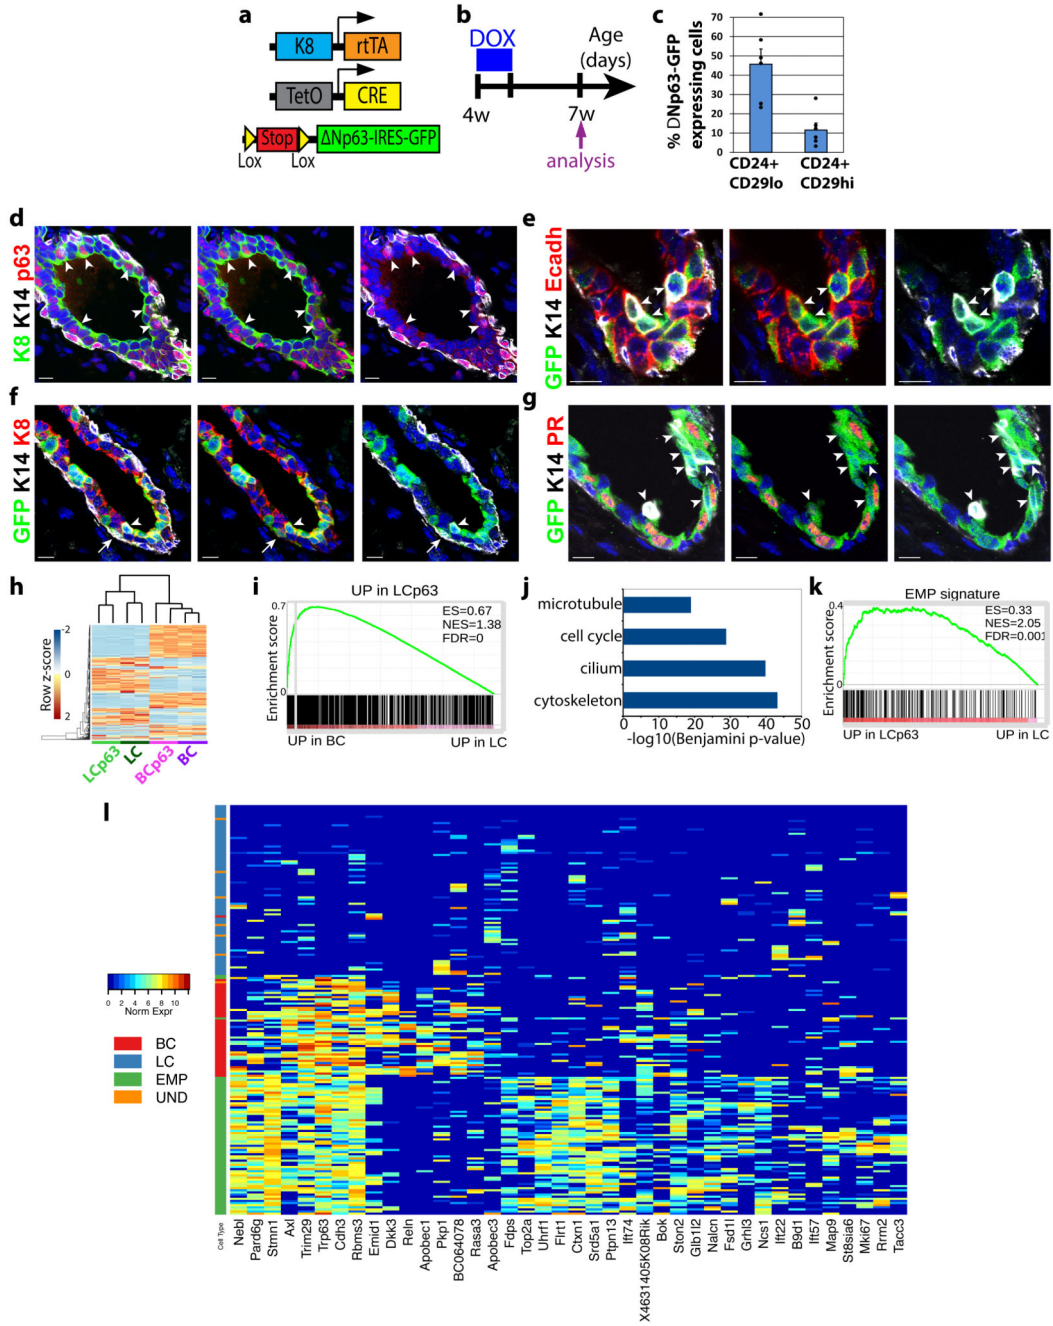 a
K8
rtTA
TetO
CRE
Stop
ΔNp63-IRES-GFP
Lox
Lox
b
DOX
Age
(days)
4w
7w
analysis
c
% DNp63-GFP
expressing cells
70
60
50
40
30
20
10
0
CD24+
CD29lo
CD24+
CD29hi
d
K8 K14 p63
e
GFP K14 Ecadh
f
GFP K14 K8
g
GFP K14 PR
h
Row z-score
-2
0
2
LCp63
LC
BCp63
BC
i
UP in LCp63
Enrichment score
0.7
0
ES=0.67
NES=1.38
FDR=0
UP in BC
UP in LC
j
microtubule
cell cycle
cilium
cytoskeleton
0
10
20
30
40
50
-log10(Benjamini p-value)
k
EMP signature
Enrichment score
0.4
0
ES=0.33
NES=2.05
FDR=0.001
UP in LCp63
UP in LC
l
0 2 4 6 8 10
Norm Expr
BC
LC
EMP
UND
Cell Type
Nebl
Pard6g
Stmn1
Axl
Trim29
Trp63
Cdh3
Rbms3
Emid1
Dkk3
Reln
Apobec1
Pkp1
BC064078
Rasa3
Apobec3
Fdps
Top2a
Uhrf1
Flrt1
Ctxn1
Srd5a1
Ptpn13
Ift74
X4631405K08Rik
Bok
Ston2
Glb1l2
Nalcn
Fsd1l
Grhl3
Ncs1
Ift22
B9d1
Ift57
Map9
St8sia6
Mki67
Rrm2
Tacc3